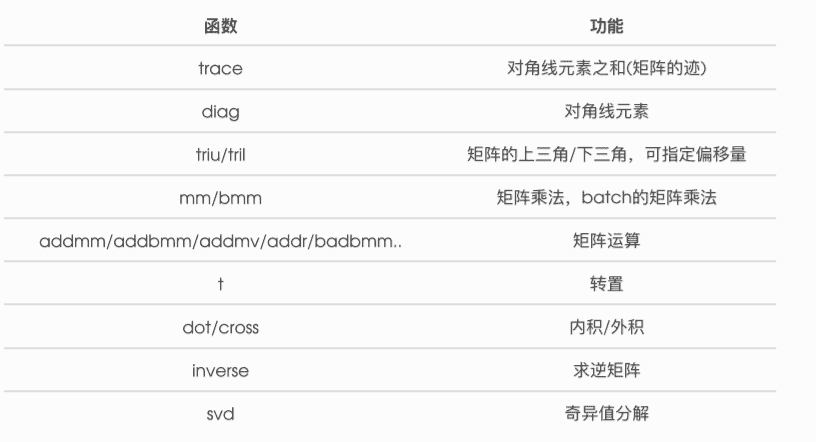 函数 功能
trace 对角线元素之和(矩阵的迹)
diag 对角线元素
triu/tril 矩阵的上三角/下三角，可指定偏移量
mm/bmm 矩阵乘法，batch的矩阵乘法
addmm/addbmm/addmv/addr/badbmm.. 矩阵运算
t 转置
dot/cross 内积/外积
inverse 求逆矩阵
svd 奇异值分解